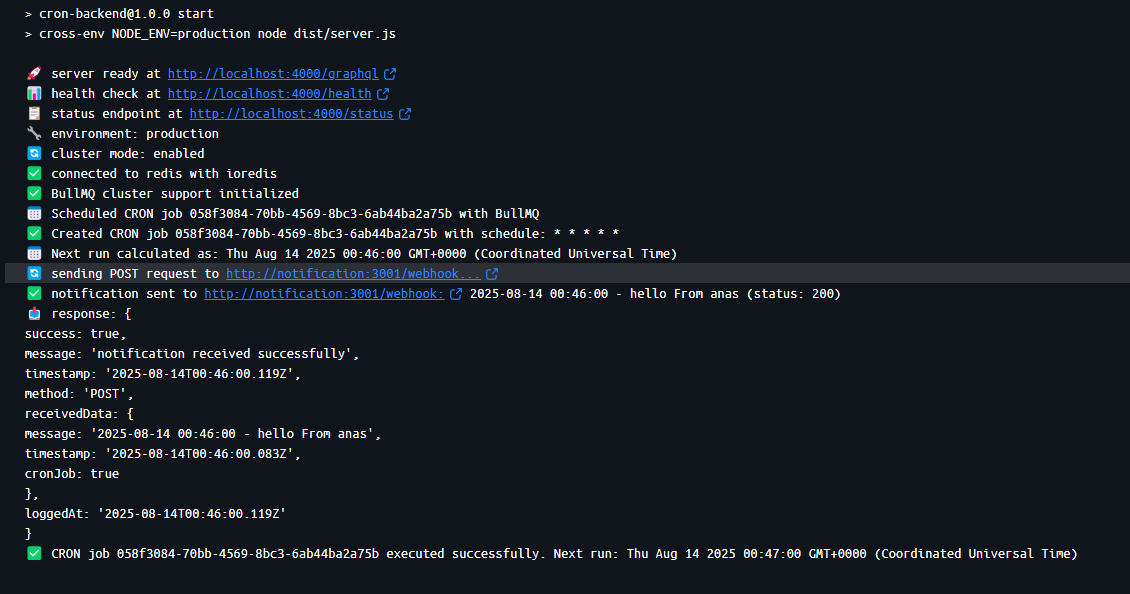 > cron-backend@1.0.0 start
> cross-env NODE_ENV=production node dist/server.js
🚀 server ready at http://localhost:4000/graphql
📊 health check at http://localhost:4000/health
📋 status endpoint at http://localhost:4000/status
🔧 environment: production
🔄 cluster mode: enabled
✅ connected to redis with ioredis
✅ BullMQ cluster support initialized
📅 Scheduled CRON job 058f3084-70bb-4569-8bc3-6ab44ba2a75b with BullMQ
✅ Created CRON job 058f3084-70bb-4569-8bc3-6ab44ba2a75b with schedule: * * * * *
📅 Next run calculated as: Thu Aug 14 2025 00:46:00 GMT+0000 (Coordinated Universal Time)
🔄 sending POST request to http://notification:3001/webhook...
✅ notification sent to http://notification:3001/webhook: 2025-08-14 00:46:00 - hello From anas (status: 200)
📩 response: {
success: true,
message: 'notification received successfully',
timestamp: '2025-08-14T00:46:00.119Z',
method: 'POST',
receivedData: {
message: '2025-08-14 00:46:00 - hello From anas',
timestamp: '2025-08-14T00:46:00.083Z',
cronJob: true
},
loggedAt: '2025-08-14T00:46:00.119Z'
}
✅ CRON job 058f3084-70bb-4569-8bc3-6ab44ba2a75b executed successfully. Next run: Thu Aug 14 2025 00:47:00 GMT+0000 (Coordinated Universal Time)